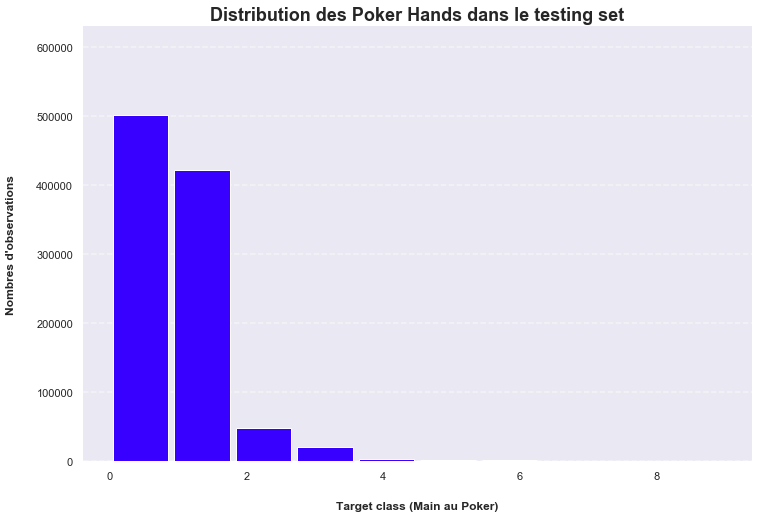 Distribution des Poker Hands dans le testing set
600000
500000
400000
300000
200000
100000
0
Nombres d'observations
0 2 4 6 8
Target class (Main au Poker)